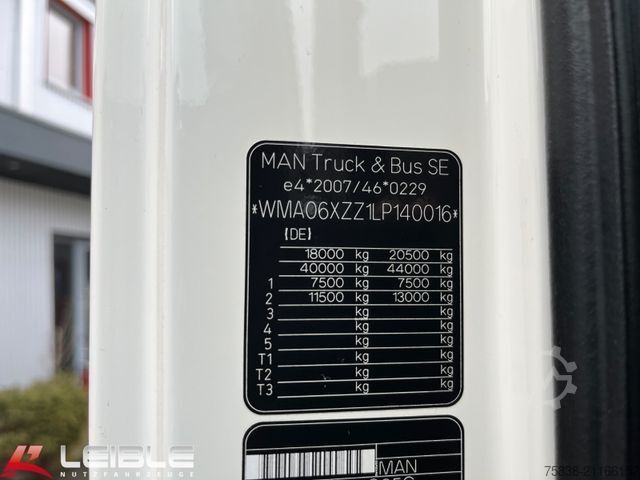 MAN Truck & Bus SE
e4*2007/46*0229
*WMA06XZZ1LP140016*
(DE)
18000 kg 20500 kg
40000 kg 44000 kg
1 7500 kg 7500 kg
2 11500 kg 13000 kg
3 kg kg
4 kg kg
5 kg kg
T1 kg kg
T2 kg kg
T3 kg kg
MAN
LEIBLE
NUTZFAHRZEUGE